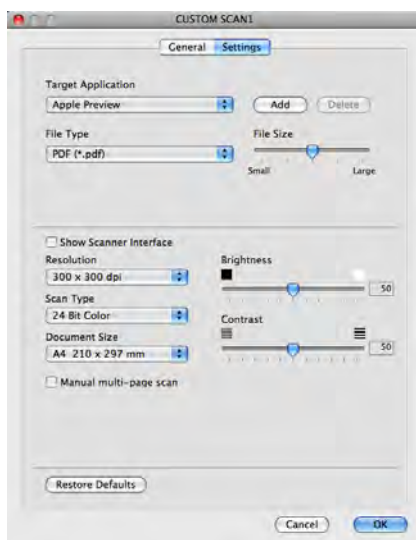 CUSTOM SCAN1
General Settings
Target Application
Apple Preview Add Delete
File Type File Size
PDF (*.pdf)
Small Large
Show Scanner Interface
Resolution Brightness
300 x 300 dpi
50
Scan Type
24 Bit Color
Contrast
Document Size
A4 210 x 297 mm 50
Manual multi-page scan
Restore Defaults
Cancel OK